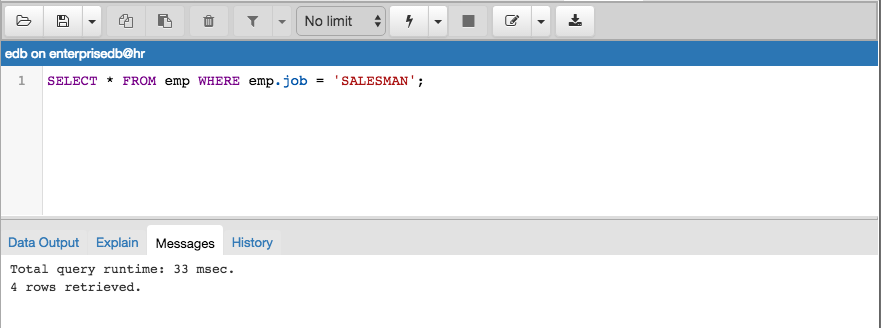 No limit
edb on enterprisedb@hr
1 SELECT * FROM emp WHERE emp.job = 'SALESMAN';
Data Output Explain Messages History
Total query runtime: 33 msec.
4 rows retrieved.